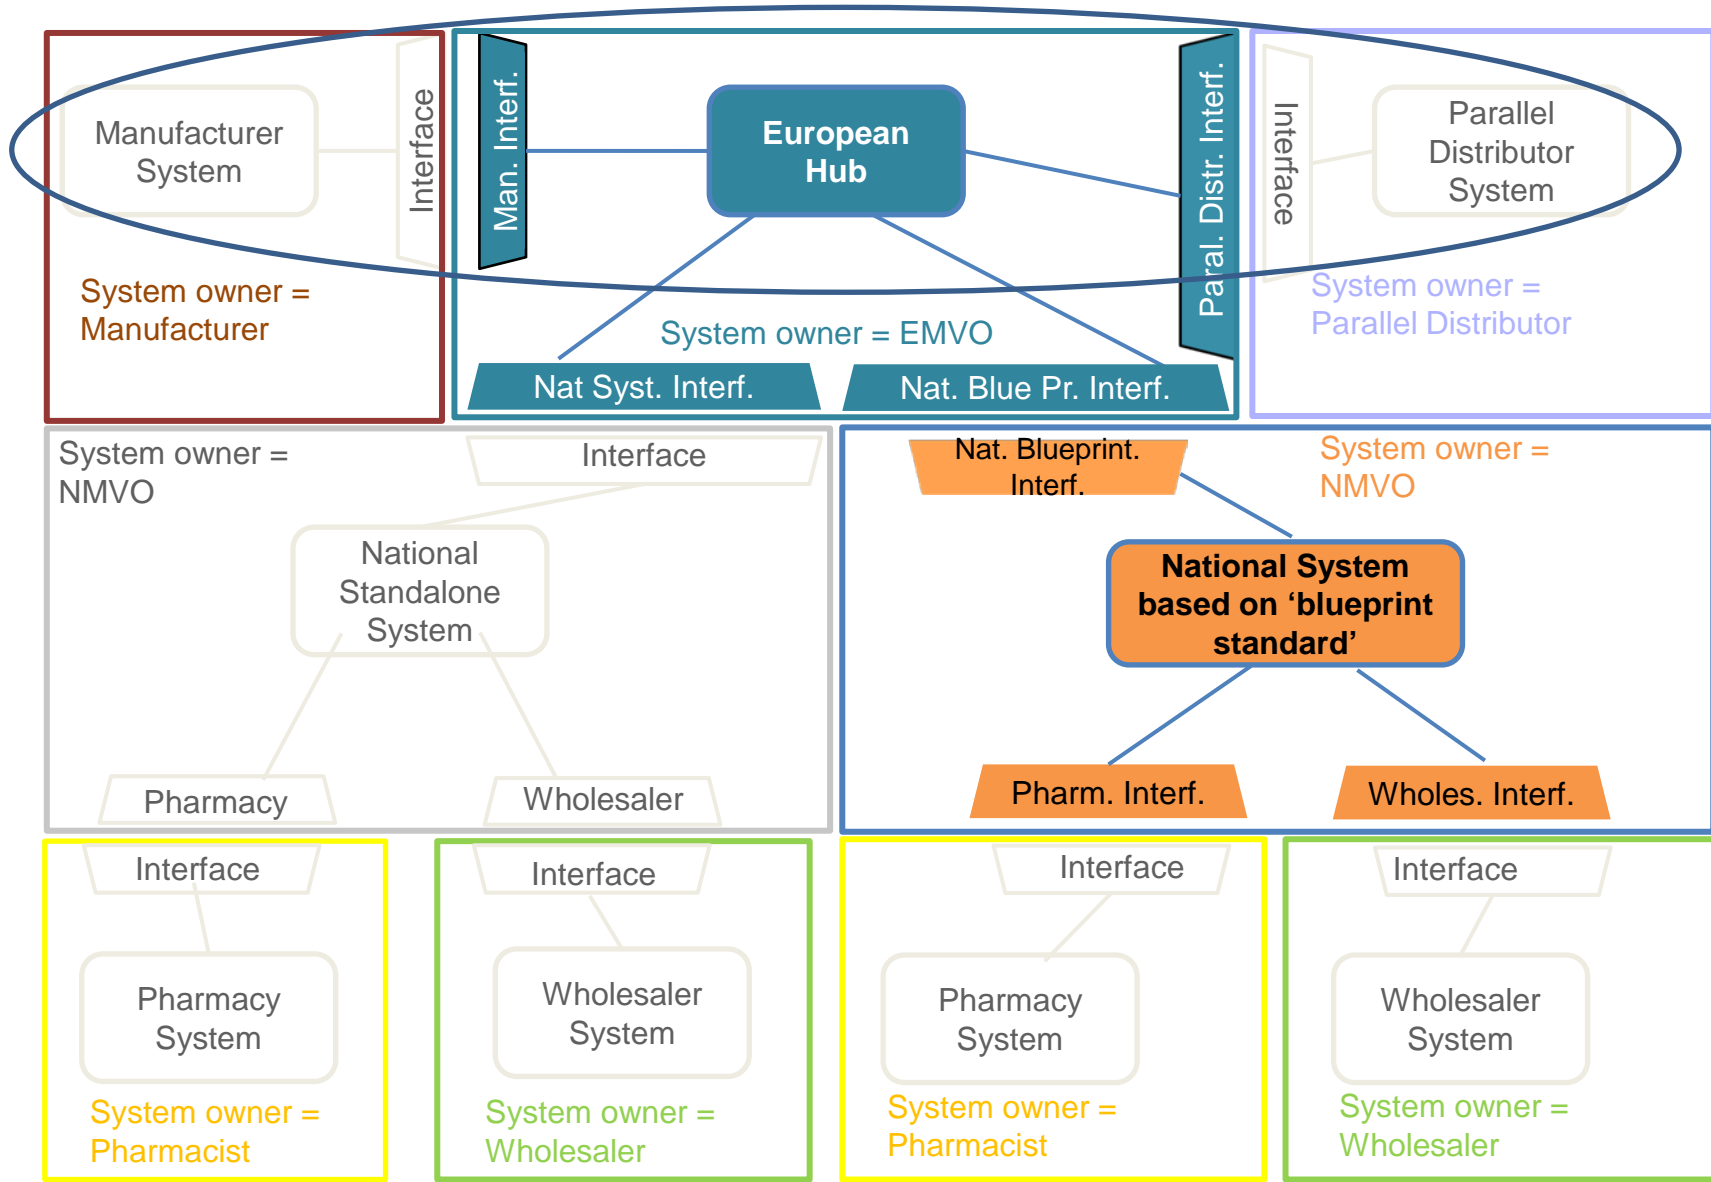 Manufacturer
System
Interface
System owner =
Manufacturer
Man. Interf.
European
Hub
Paral. Distr. Interf.
System owner = EMVO
Nat Syst. Interf.
Nat. Blue Pr. Interf.
Interface
Parallel
Distributor
System
System owner =
Parallel Distributor
System owner =
NMVO
Interface
National
Standalone
System
Pharmacy
Wholesaler
Nat. Blueprint.
Interf.
System owner =
NMVO
National System
based on ‘blueprint
standard’
Pharm. Interf.
Wholes. Interf.
Interface
Pharmacy
System
System owner =
Pharmacist
Interface
Wholesaler
System
System owner =
Wholesaler
Interface
Pharmacy
System
System owner =
Pharmacist
Interface
Wholesaler
System
System owner =
Wholesaler